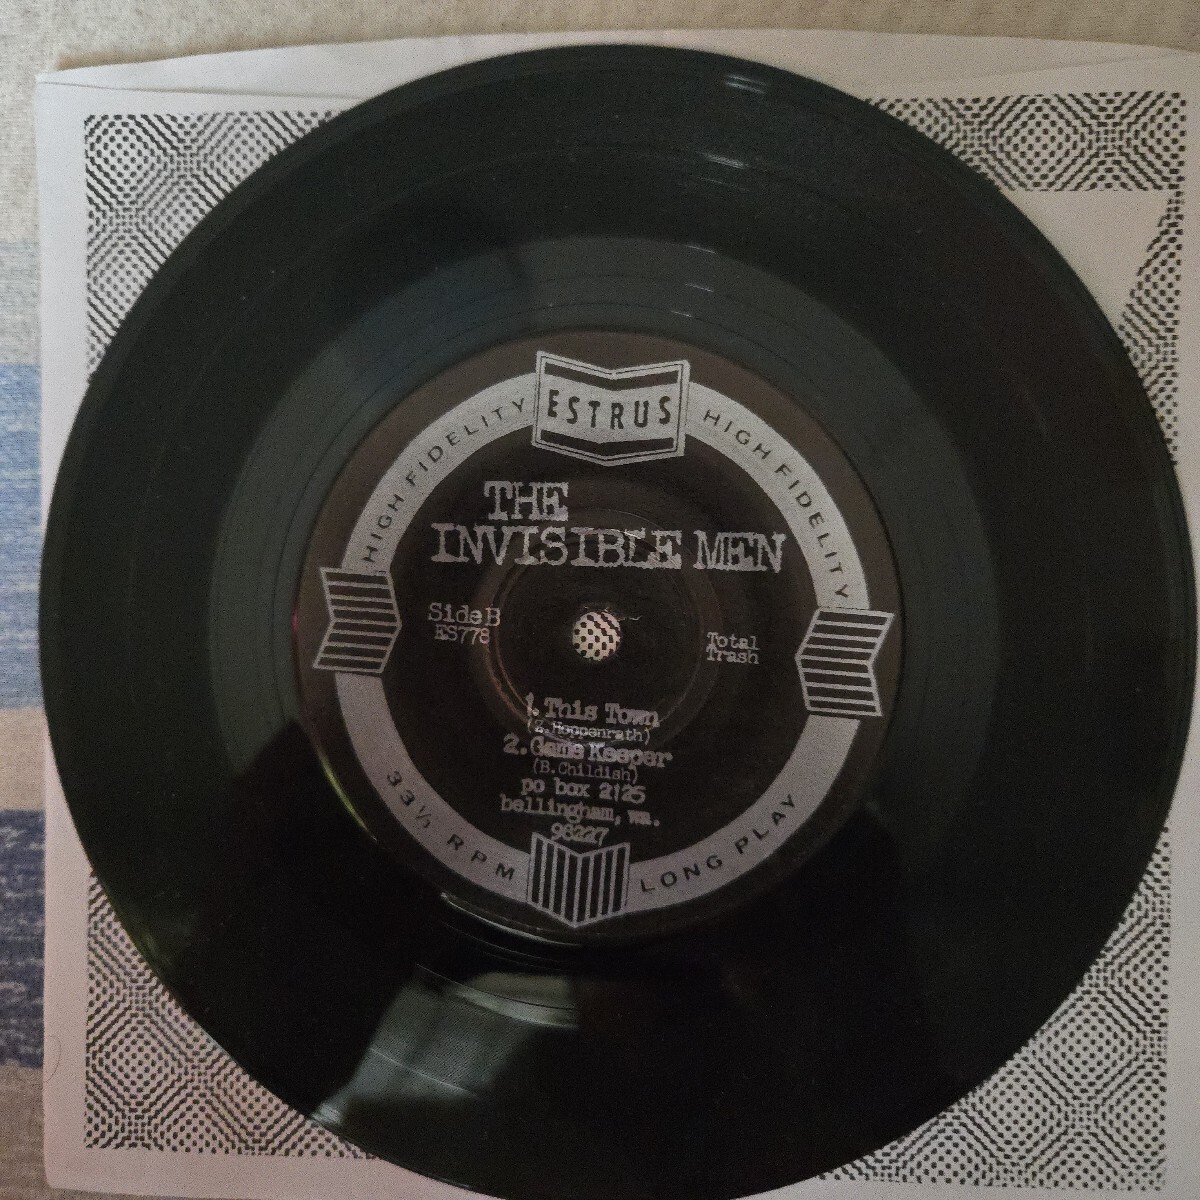 ESTRUS
HIGH FIDELITY
HIGH FIDELITY
THE
INVISIBLE MEN
Side B
ES778
Total
Trash
1. This Town
(Z.Hoppenrath)
2. Game Keeper
(B.Childish)
po box 2125
bellingham, wa.
98227
33⅓ RPM
LONG PLAY